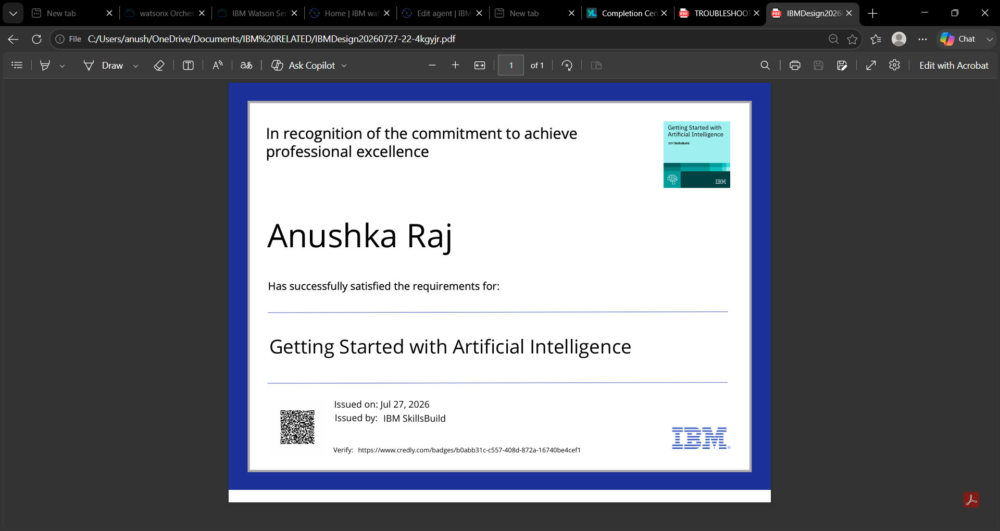 New tab
watsonx Orches
IBM Watson Ser
Home | IBM wat
Edit agent | IBM
New tab
Completion Cer
TROUBLESHOOT
IBMDesign2026
File C:/Users/anush/OneDrive/Documents/IBM%20RELATED/IBMDesign20260727-22-4kgyjr.pdf
Chat
Draw
Ask Copilot
1 of 1
Edit with Acrobat
In recognition of the commitment to achieve
professional excellence
Getting Started with
Artificial Intelligence
IBM SkillsBuild
IBM
Anushka Raj
Has successfully satisfied the requirements for:
Getting Started with Artificial Intelligence
Issued on: Jul 27, 2026
Issued by: IBM SkillsBuild
Verify: https://www.credly.com/badges/b0abb31c-c557-408d-872a-16740be4cef1
IBM®